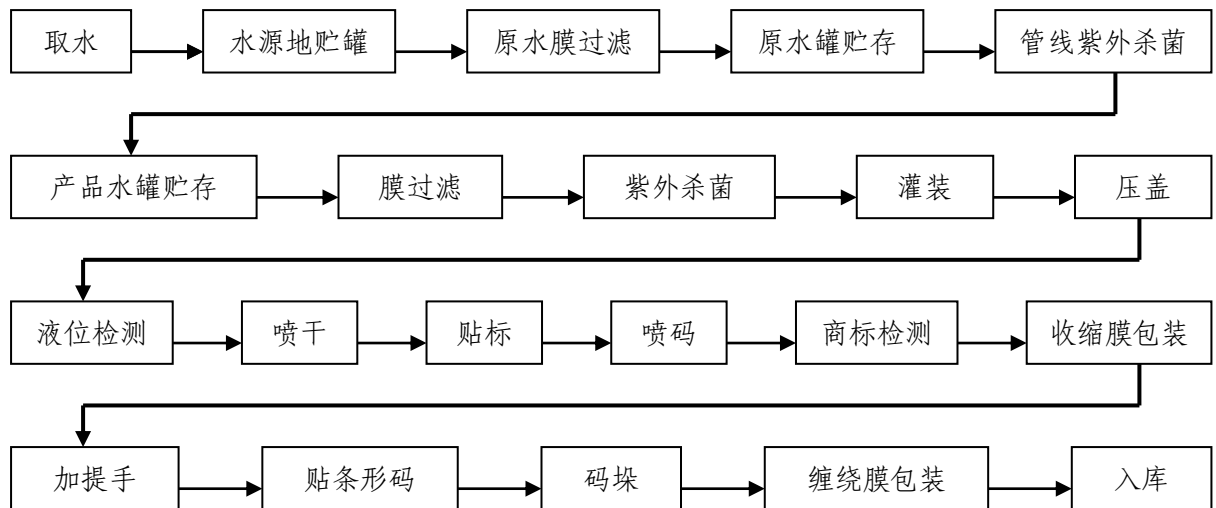 取水 水源地贮罐 原水膜过滤 原水罐贮存 管线紫外杀菌
产品水罐贮存 膜过滤 紫外杀菌 灌装 压盖
液位检测 喷干 贴标 喷码 商标检测 收缩膜包装
加提手 贴条形码 码垛 缠绕膜包装 入库